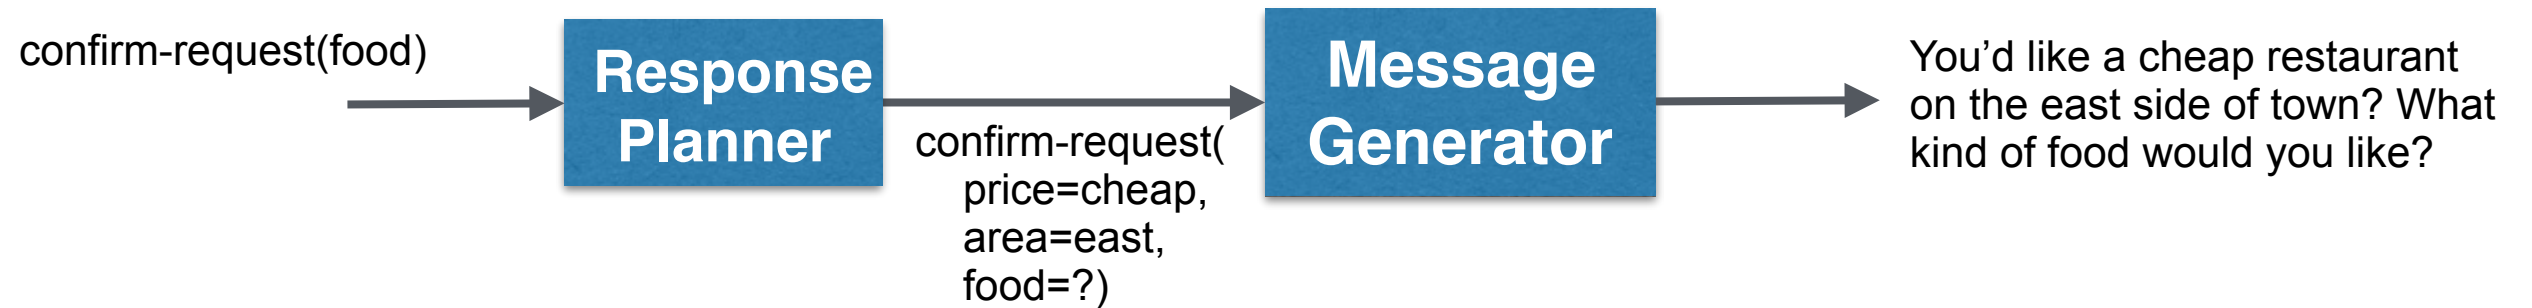 confirm-request(food)
Response
Planner
confirm-request(
price=cheap,
area=east,
food=?)
Message
Generator
You’d like a cheap restaurant
on the east side of town? What
kind of food would you like?